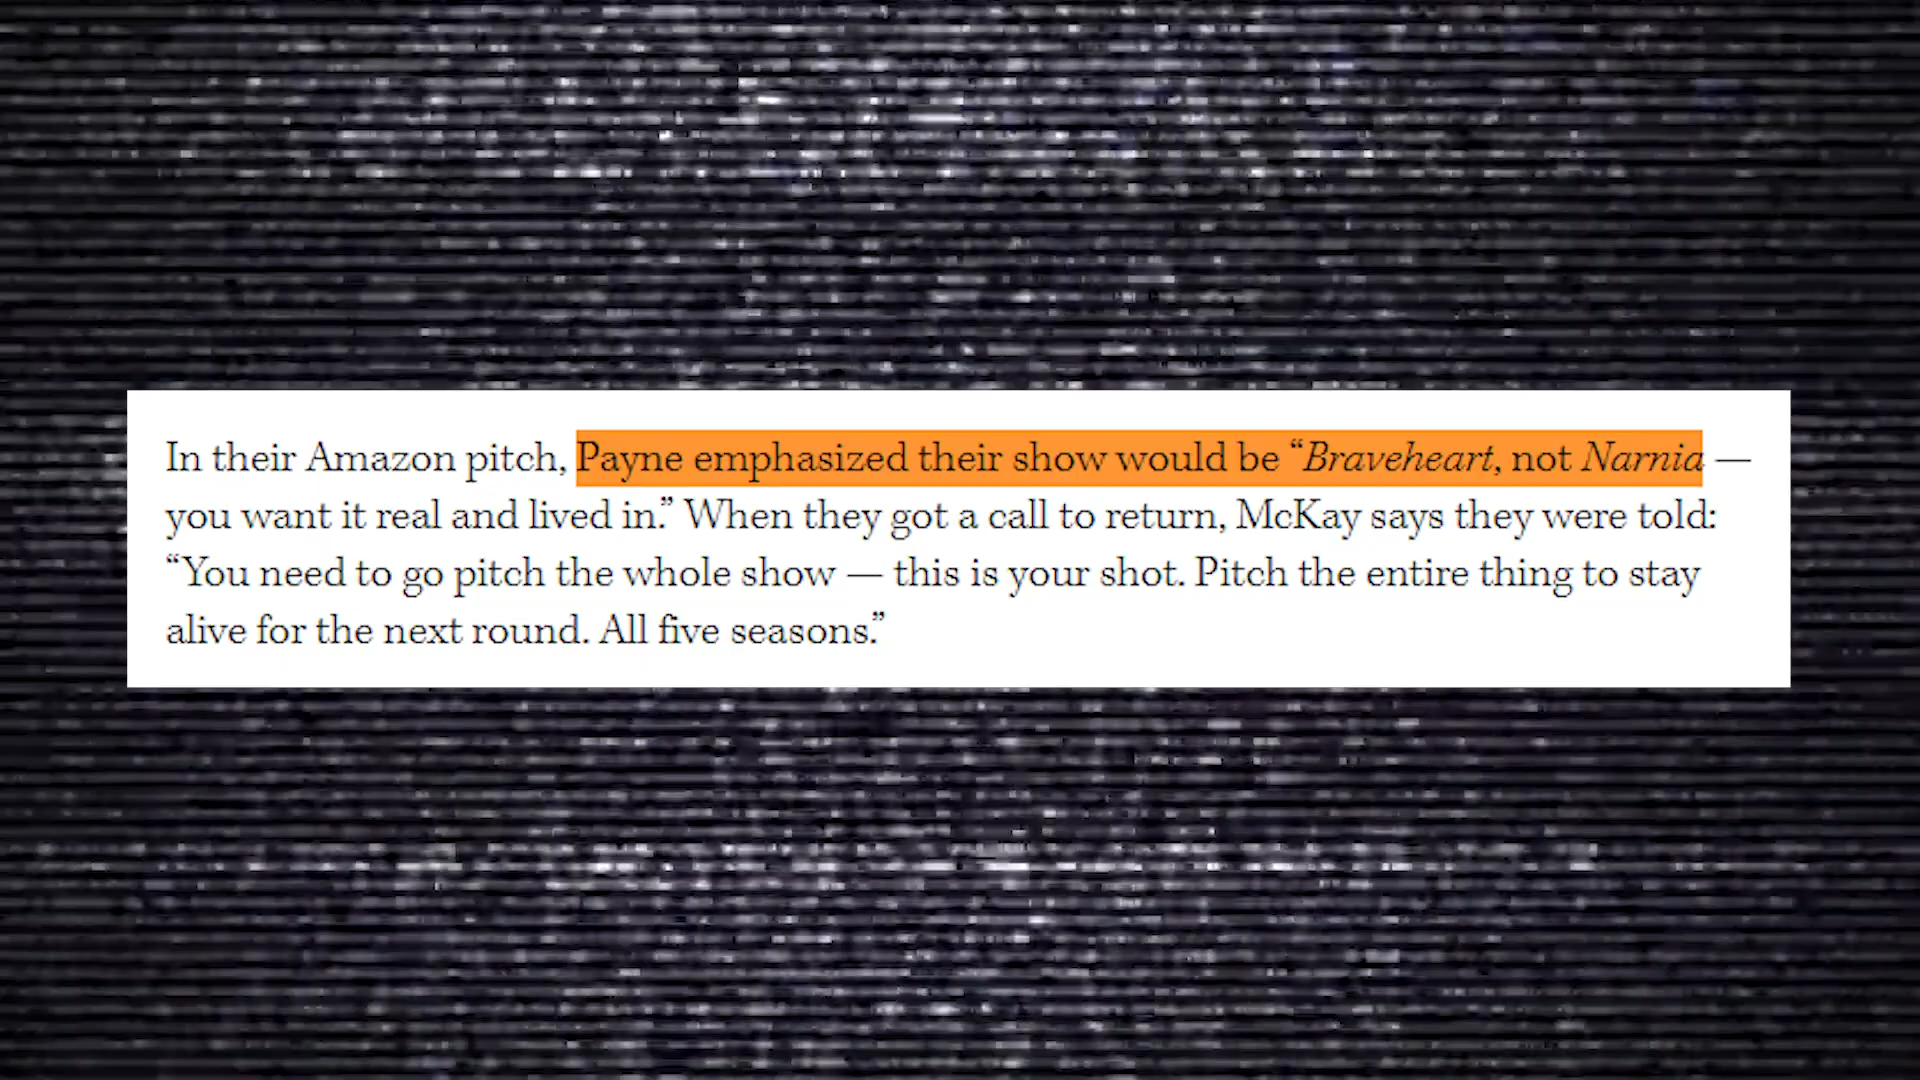 In their Amazon pitch, Payne emphasized their show would be “Braveheart, not Narnia —
you want it real and lived in.” When they got a call to return, McKay says they were told:
“You need to go pitch the whole show — this is your shot. Pitch the entire thing to stay
alive for the next round. All five seasons.”